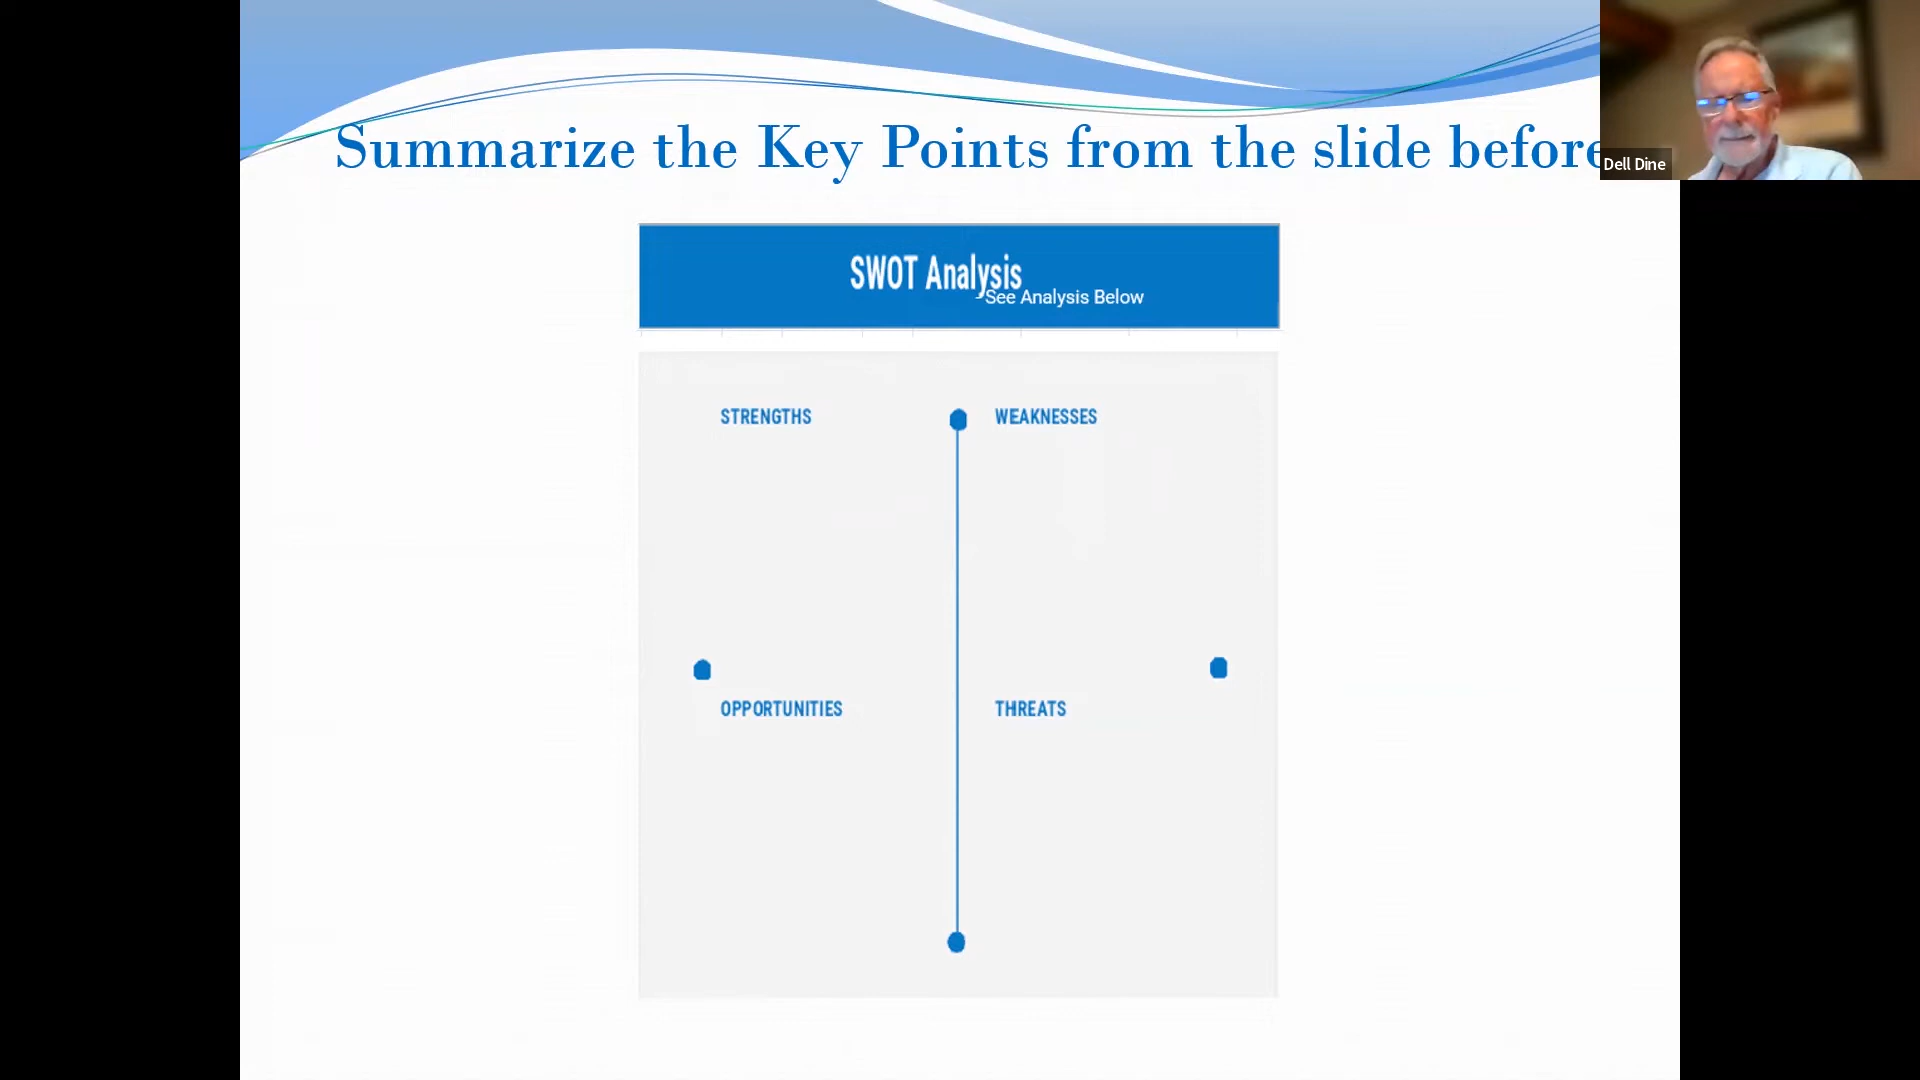 Summarize the Key Points from the slide before
Dell Dine
SWOT Analysis
See Analysis Below
STRENGTHS
WEAKNESSES
OPPORTUNITIES
THREATS